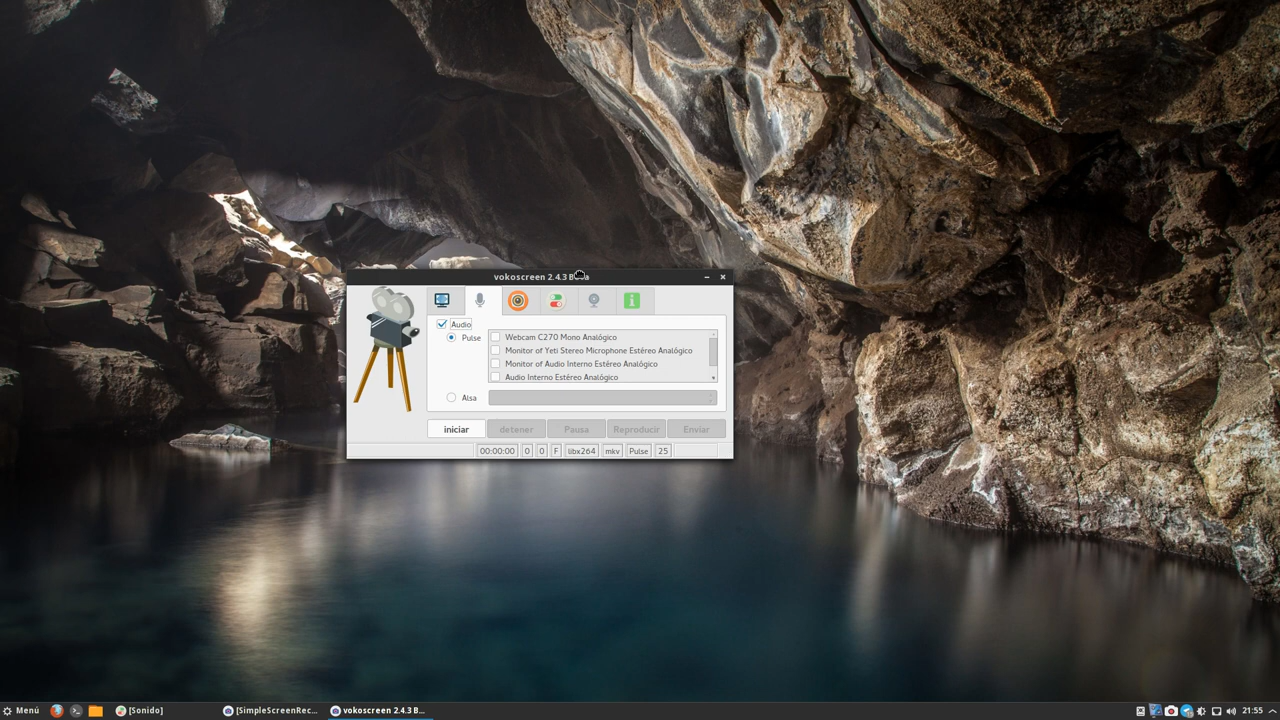 vokoscreen 2.4.3 B
Audio
Pulse
Webcam C270 Mono Analógico
Monitor of Yeti Stereo Microphone Estéreo Analógico
Monitor of Audio Interno Estéreo Analógico
Audio Interno Estéreo Analógico
Alsa
iniciar detener Pausa Reproducir Enviar
00:00:00 0 0 F libx264 mkv Pulse 25
Menú [Sonido] [SimpleScreenRec... vokoscreen 2.4.3 B... 21:55